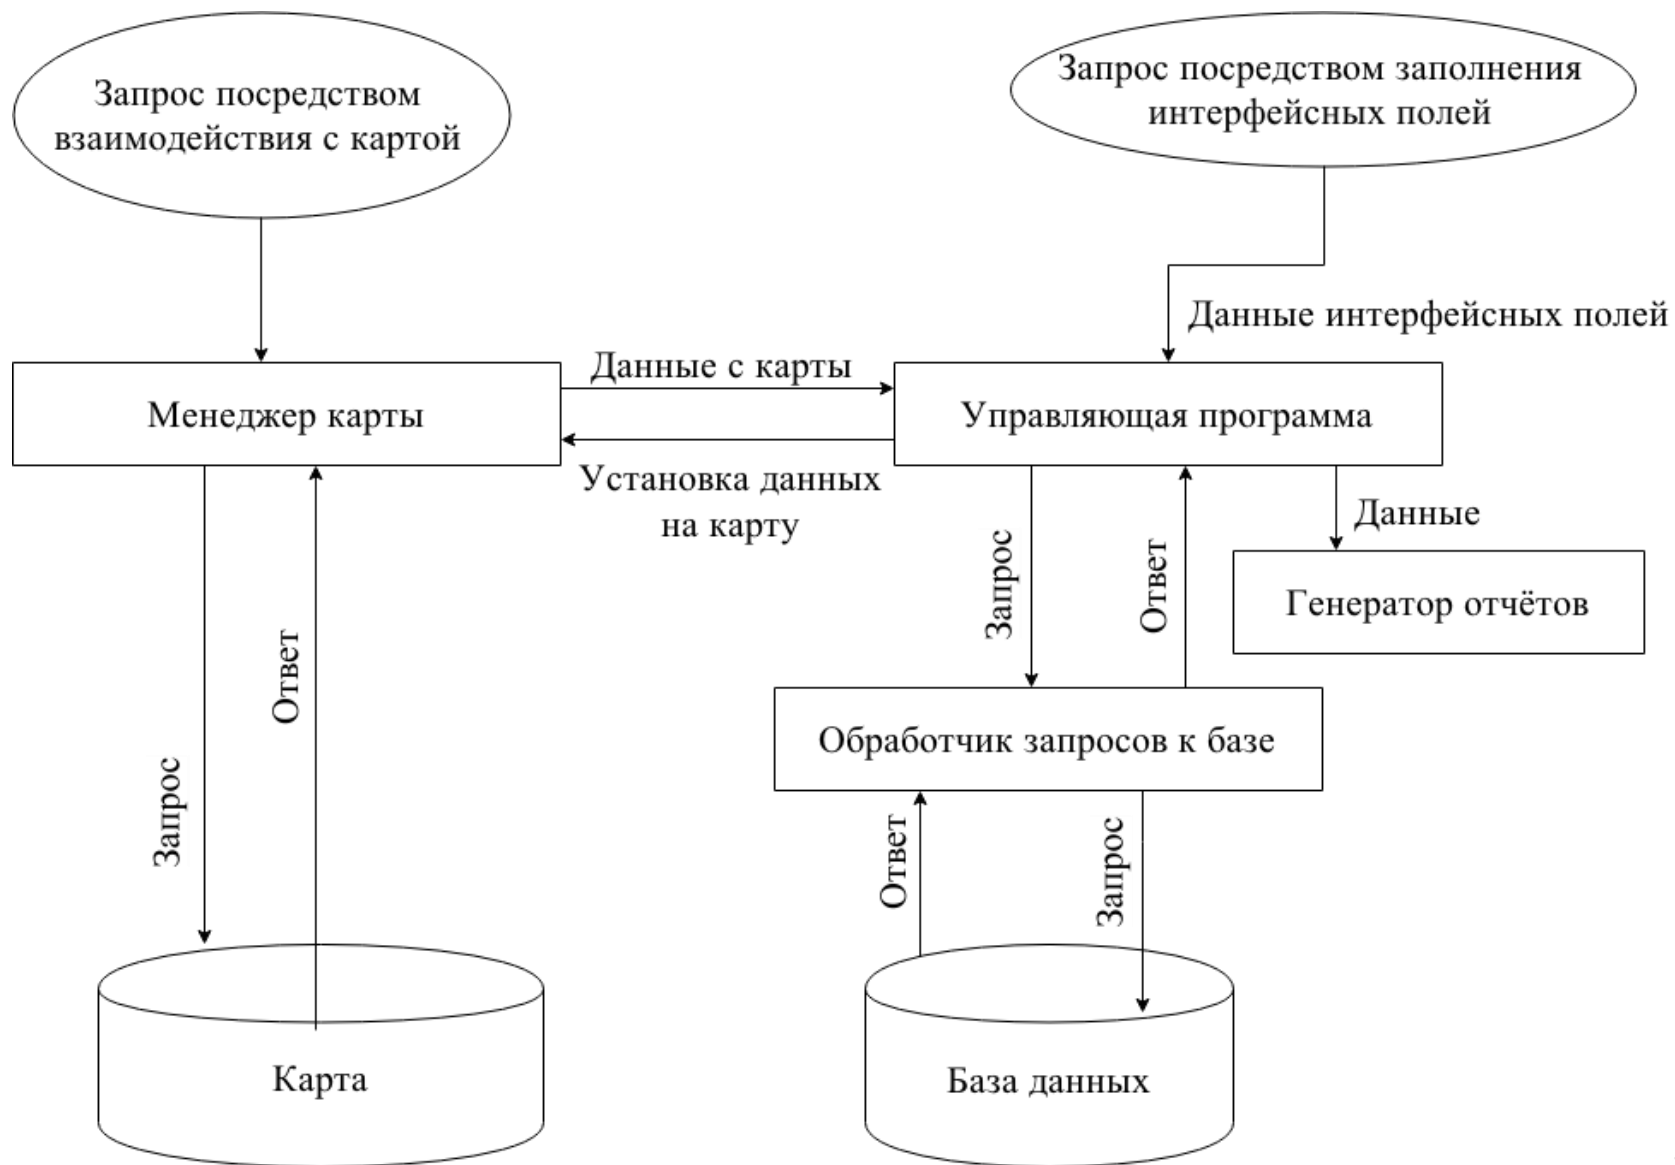 Запрос посредством
взаимодействия с картой
Запрос посредством заполнения
интерфейсных полей
Данные интерфейсных полей
Данные с карты
Менеджер карты
Управляющая программа
Установка данных
на карту
Данные
Запрос
Ответ
Генератор отчётов
Ответ
Обработчик запросов к базе
Запрос
Ответ
Запрос
Карта
База данных